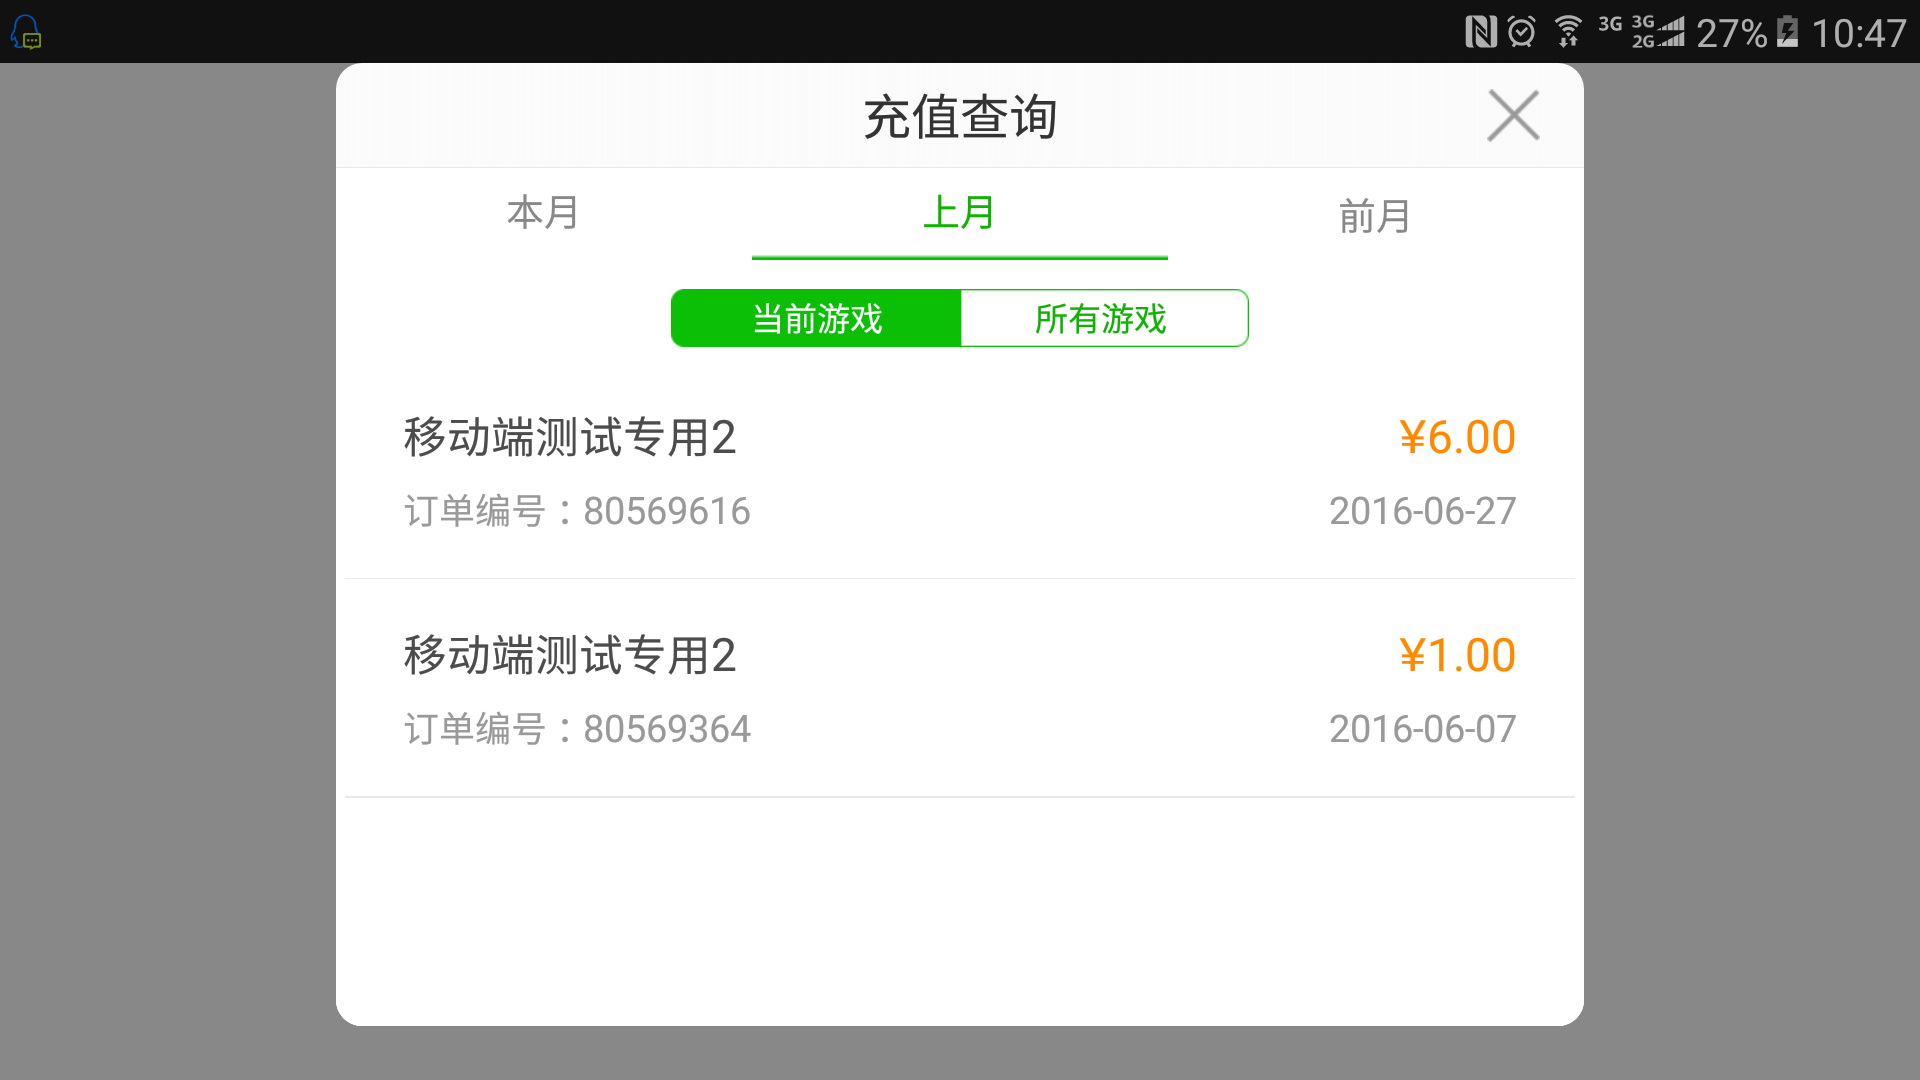 3G 3G 2G 27% 10:47
充值查询
本月 上月 前月
当前游戏 所有游戏
移动端测试专用2 ¥6.00
订单编号：80569616 2016-06-27
移动端测试专用2 ¥1.00
订单编号：80569364 2016-06-07